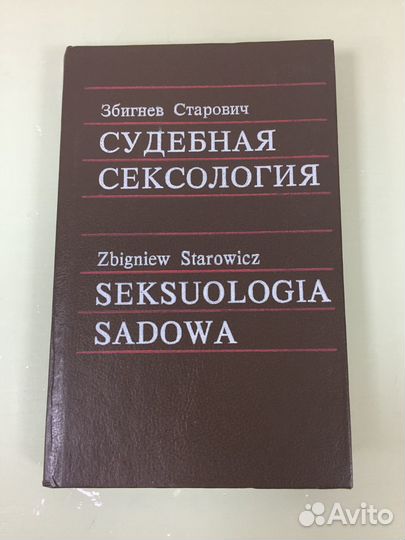 Збигнев Старович
СУДЕБНАЯ
СЕКСОЛОГИЯ
Zbigniew Starowicz
SEKSUOLOGIA
SADOWA
Avito